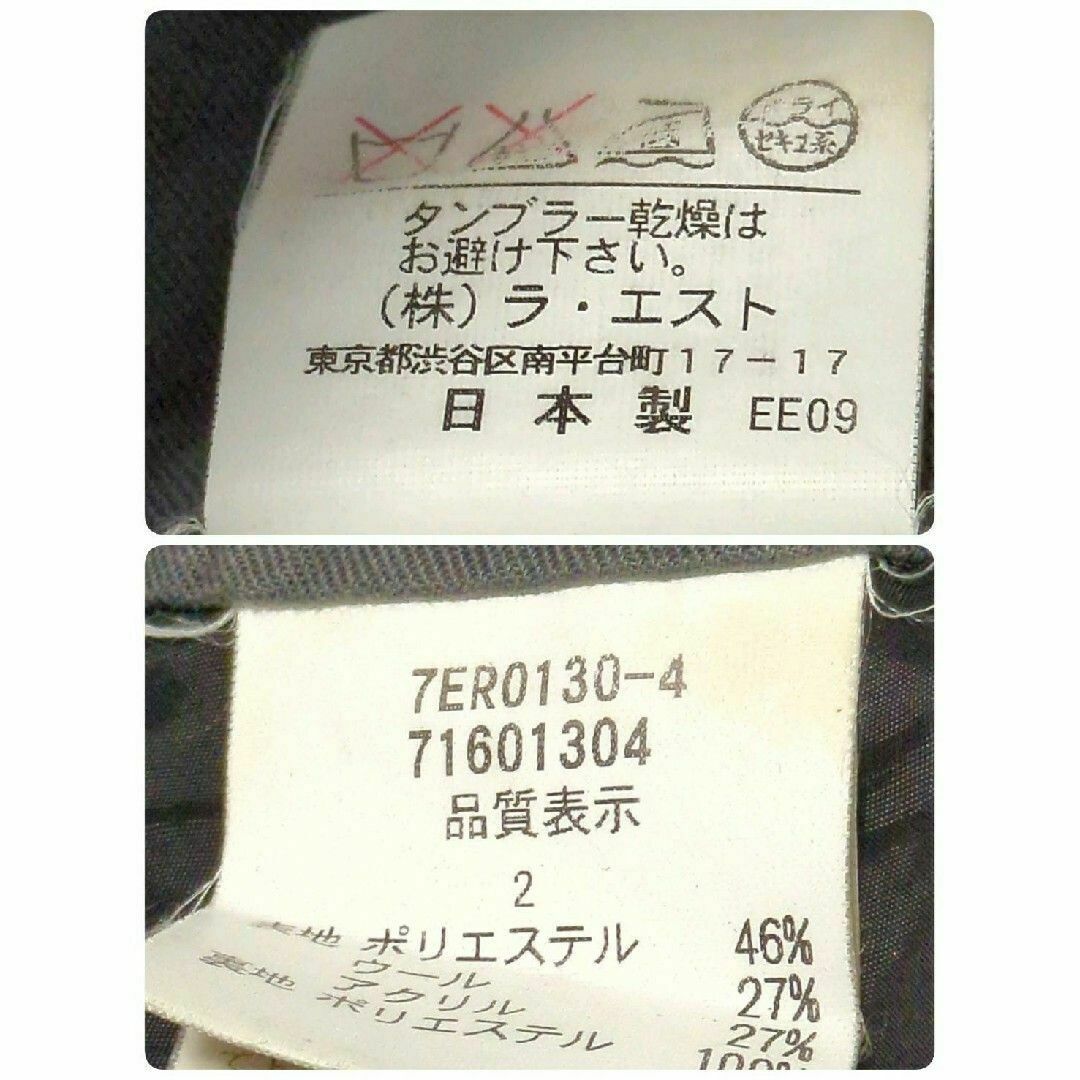 ドライ
セキユ系
タンブラー乾燥は
お避け下さい。
(株)ラ・エスト
東京都渋谷区南平台町17-17
日本製 EE09
7ER0130-4
71601304
品質表示
2
表地 ポリエステル 46%
ウール 27%
アクリル 27%
裏地 ポリエステル 100%